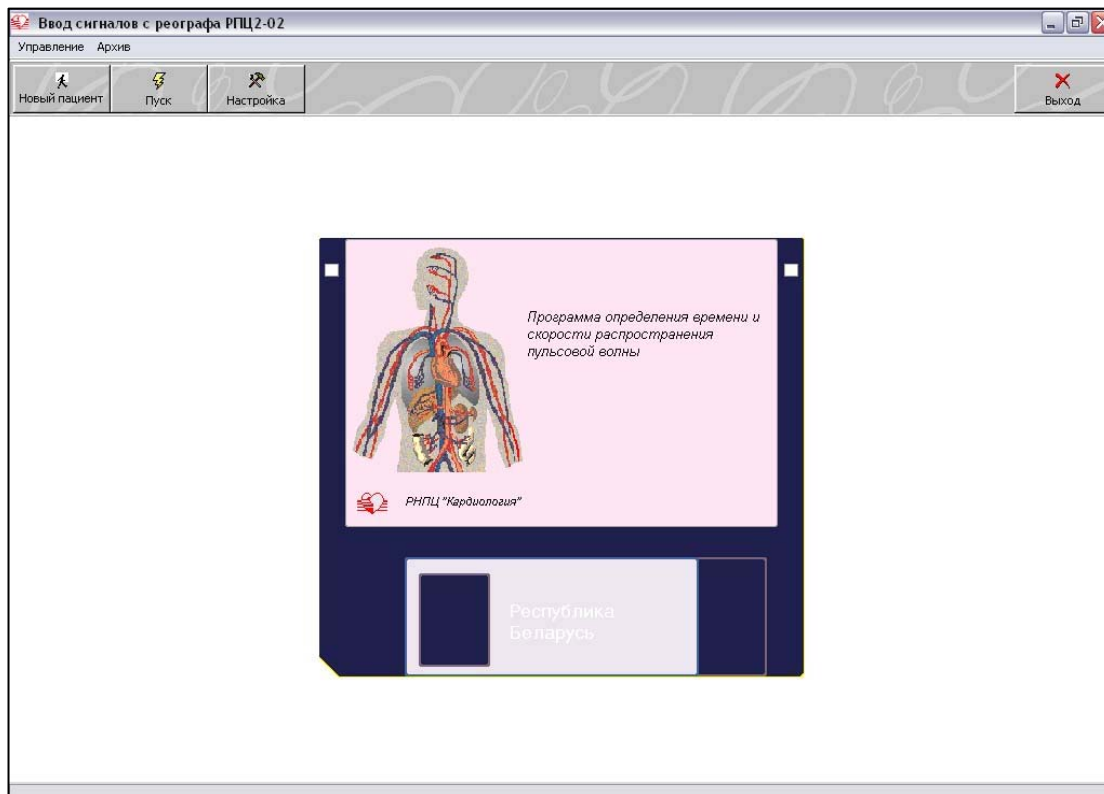 Ввод сигналов с реографа РПЦ2-02
Управление Архив
Новый пациент Пуск Настройка Выход
Программа определения времени и
скорости распространения
пульсовой волны
РНПЦ "Кардиология"
Республика
Беларусь